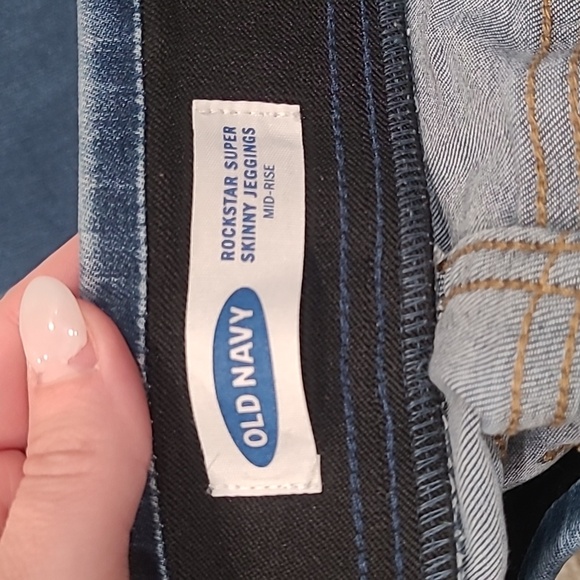 OLD NAVY
ROCKSTAR SUPER
SKINNY JEGGINGS
MID-RISE